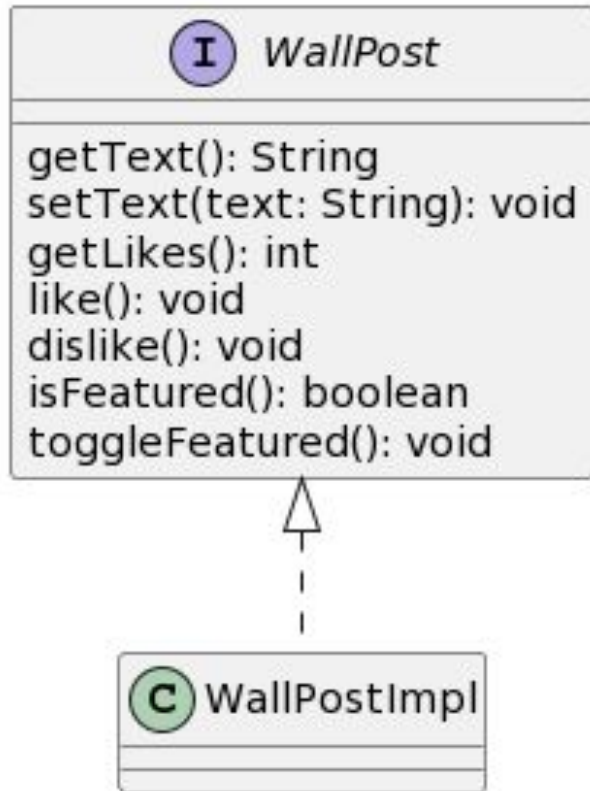 I WallPost
getText(): String
setText(text: String): void
getLikes(): int
like(): void
dislike(): void
isFeatured(): boolean
toggleFeatured(): void
C WallPostImpl